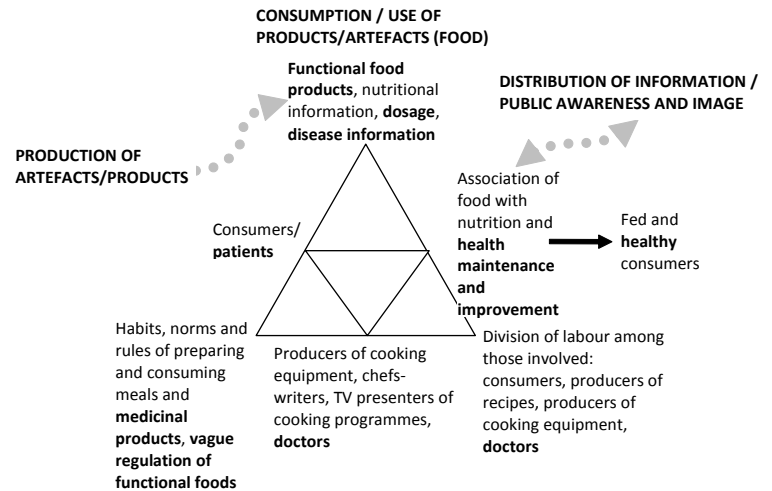 CONSUMPTION / USE OF
PRODUCTS/ARTEFACTS (FOOD)
Functional food
products, nutritional
information, dosage,
disease information
DISTRIBUTION OF INFORMATION /
PUBLIC AWARENESS AND IMAGE
PRODUCTION OF
ARTEFACTS/PRODUCTS
Association of
food with
nutrition and
health
maintenance
and
improvement
Fed and
healthy
consumers
Consumers/
patients
Habits, norms and
rules of preparing
and consuming
meals and
medicinal
products, vague
regulation of
functional foods
Producers of cooking
equipment, chefs-
writers, TV presenters of
cooking programmes,
doctors
Division of labour among
those involved:
consumers, producers of
recipes, producers of
cooking equipment,
doctors